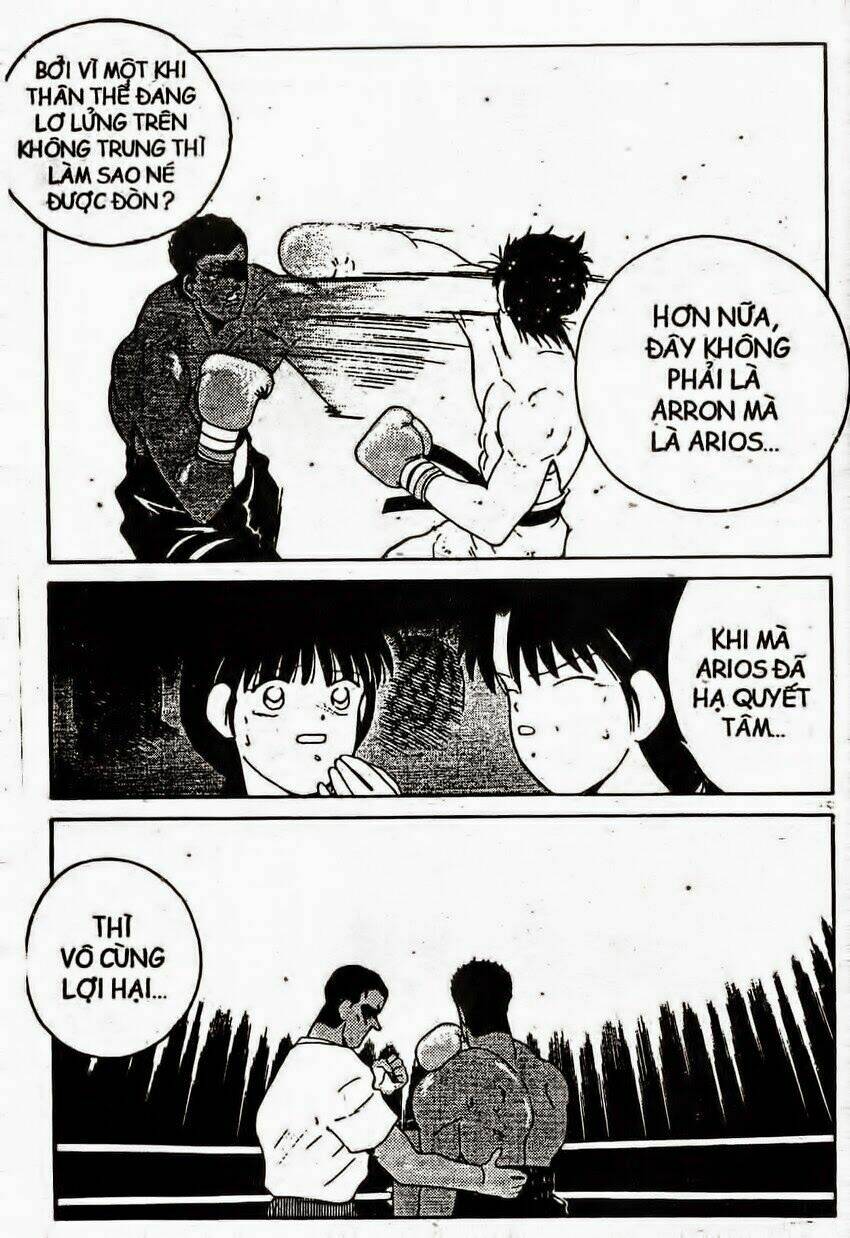 BỞI VÌ MỘT KHI
THÂN THỂ ĐANG
LƠ LỬNG TRÊN
KHÔNG TRUNG THÌ
LÀM SAO NÉ
ĐƯỢC ĐÒN?
HƠN NỮA,
ĐÂY KHÔNG
PHẢI LÀ
ARRON MÀ
LÀ ARIOS...
KHI MÀ
ARIOS ĐÃ
HẠ QUYẾT
TÂM...
THÌ
VÔ CÙNG
LỢI HẠI...